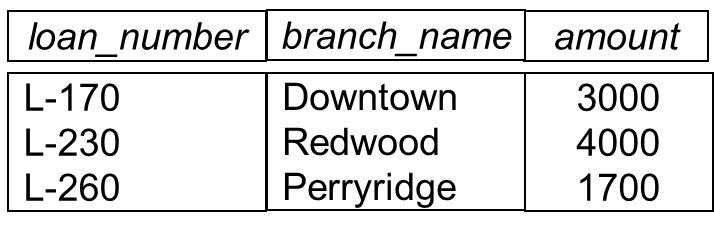 loan_number branch_name amount
L-170 Downtown 3000
L-230 Redwood 4000
L-260 Perryridge 1700